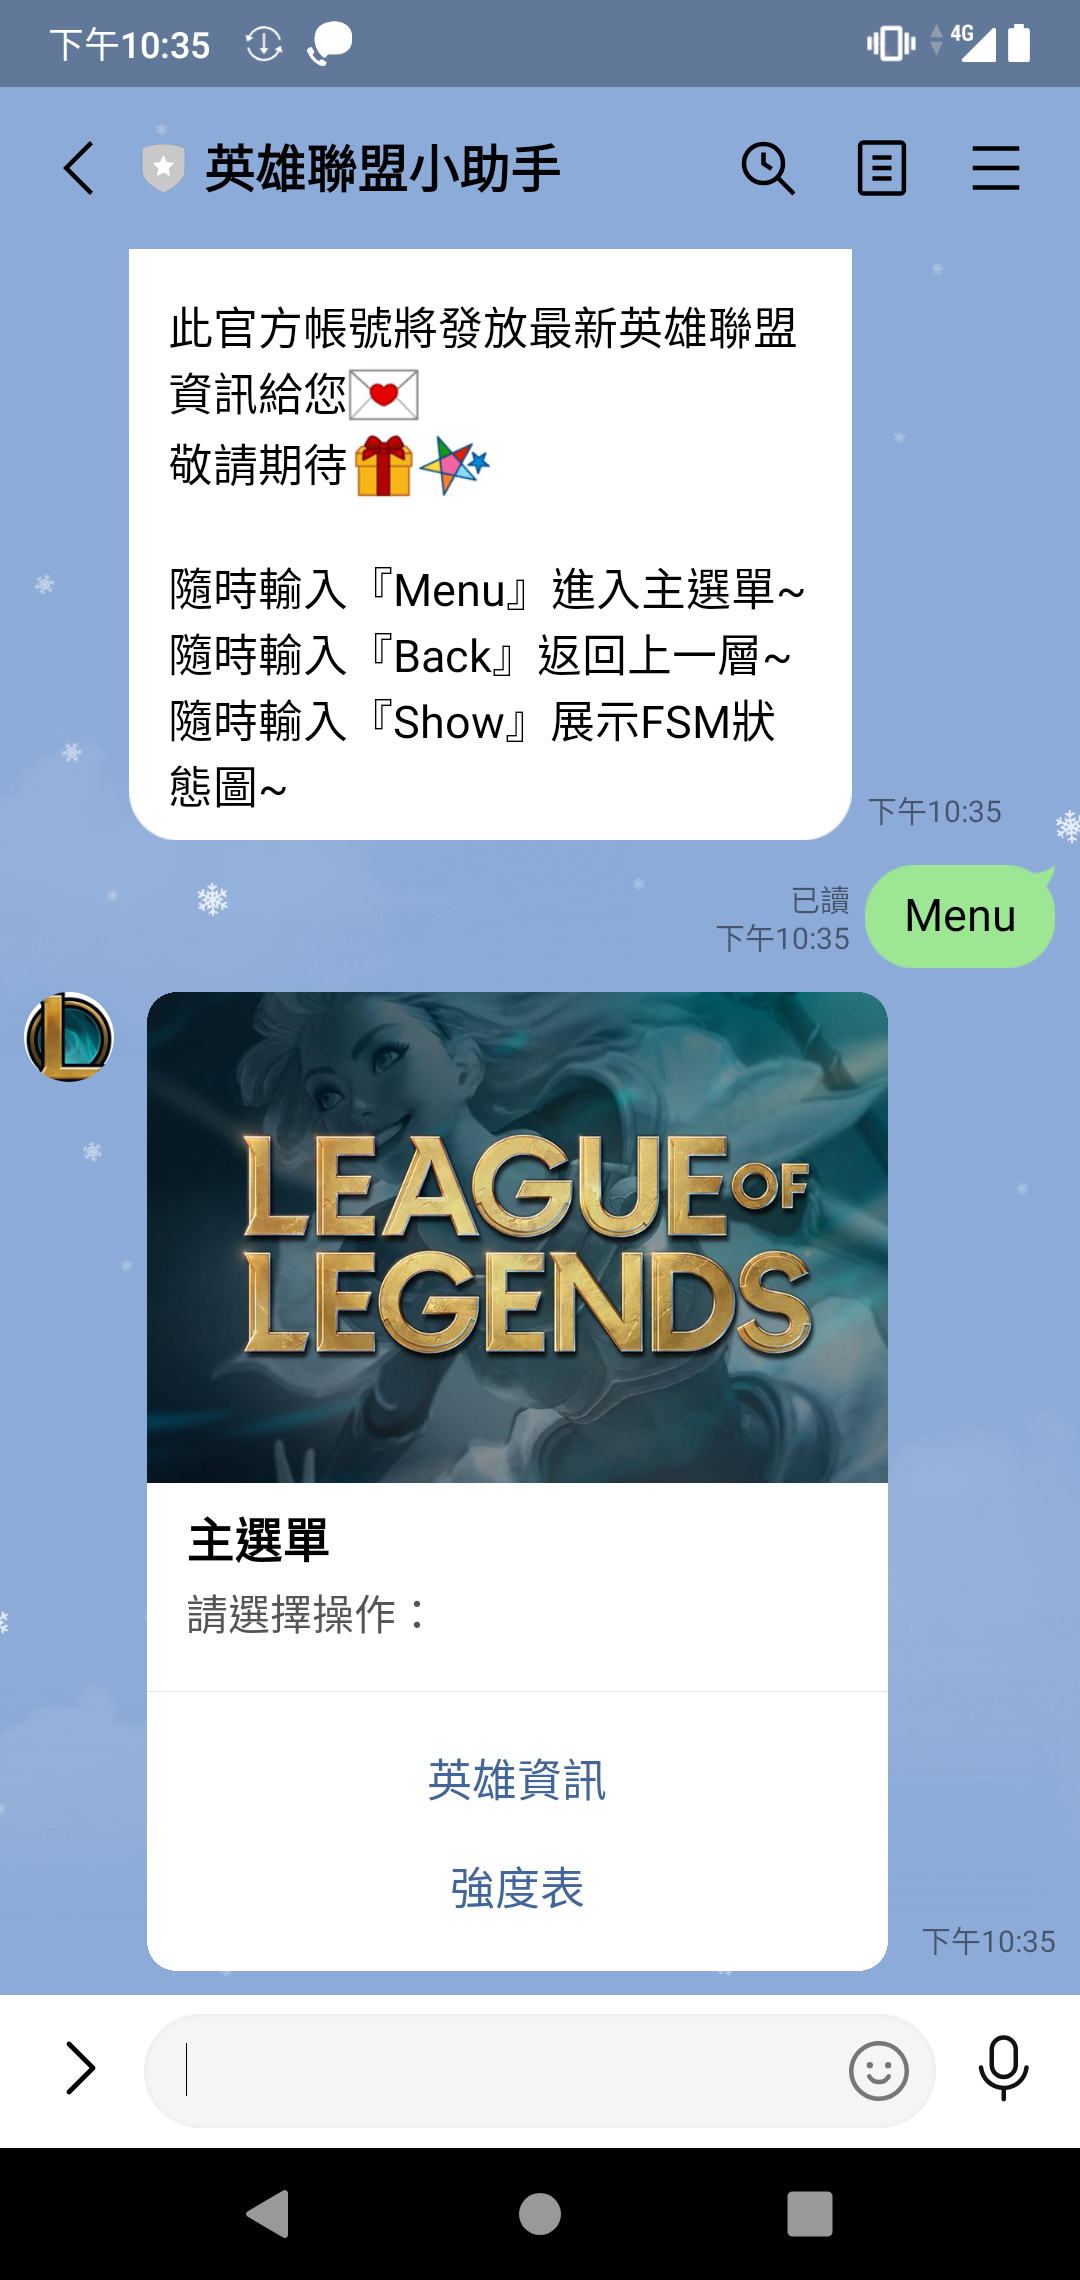 下午10:35
4G
英雄聯盟小助手
此官方帳號將發放最新英雄聯盟
資訊給您💌
敬請期待🎁
隨時輸入『Menu』進入主選單~
隨時輸入『Back』返回上一層~
隨時輸入『Show』展示FSM狀
態圖~
下午10:35
已讀
下午10:35
Menu
LEAGUE OF
LEGENDS
主選單
請選擇操作：
英雄資訊
強度表
下午10:35